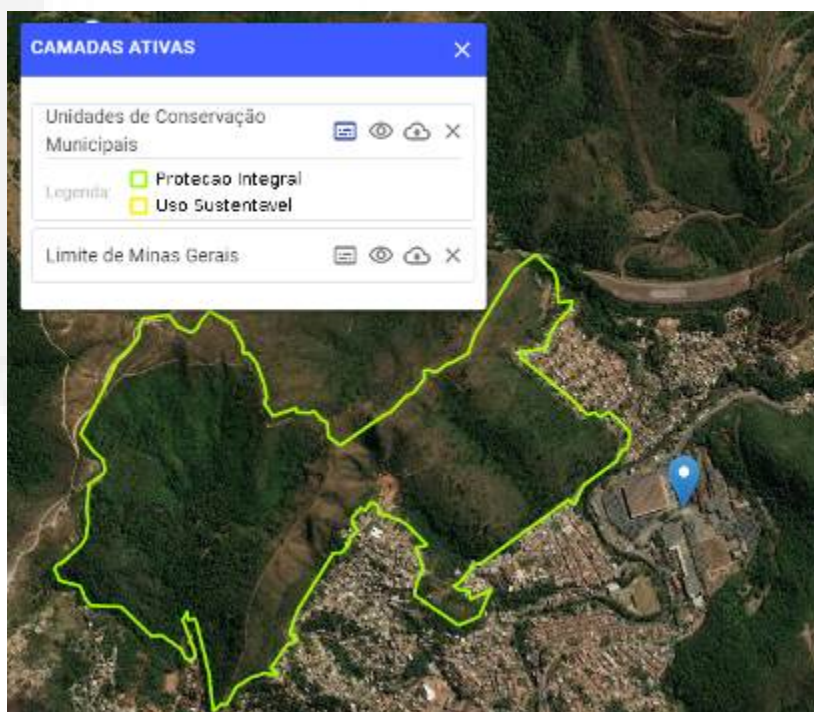 CAMADAS ATIVAS
Unidades de Conservação
Municipais
Legenda:
Protecao Integral
Uso Sustentavel
Limite de Minas Gerais